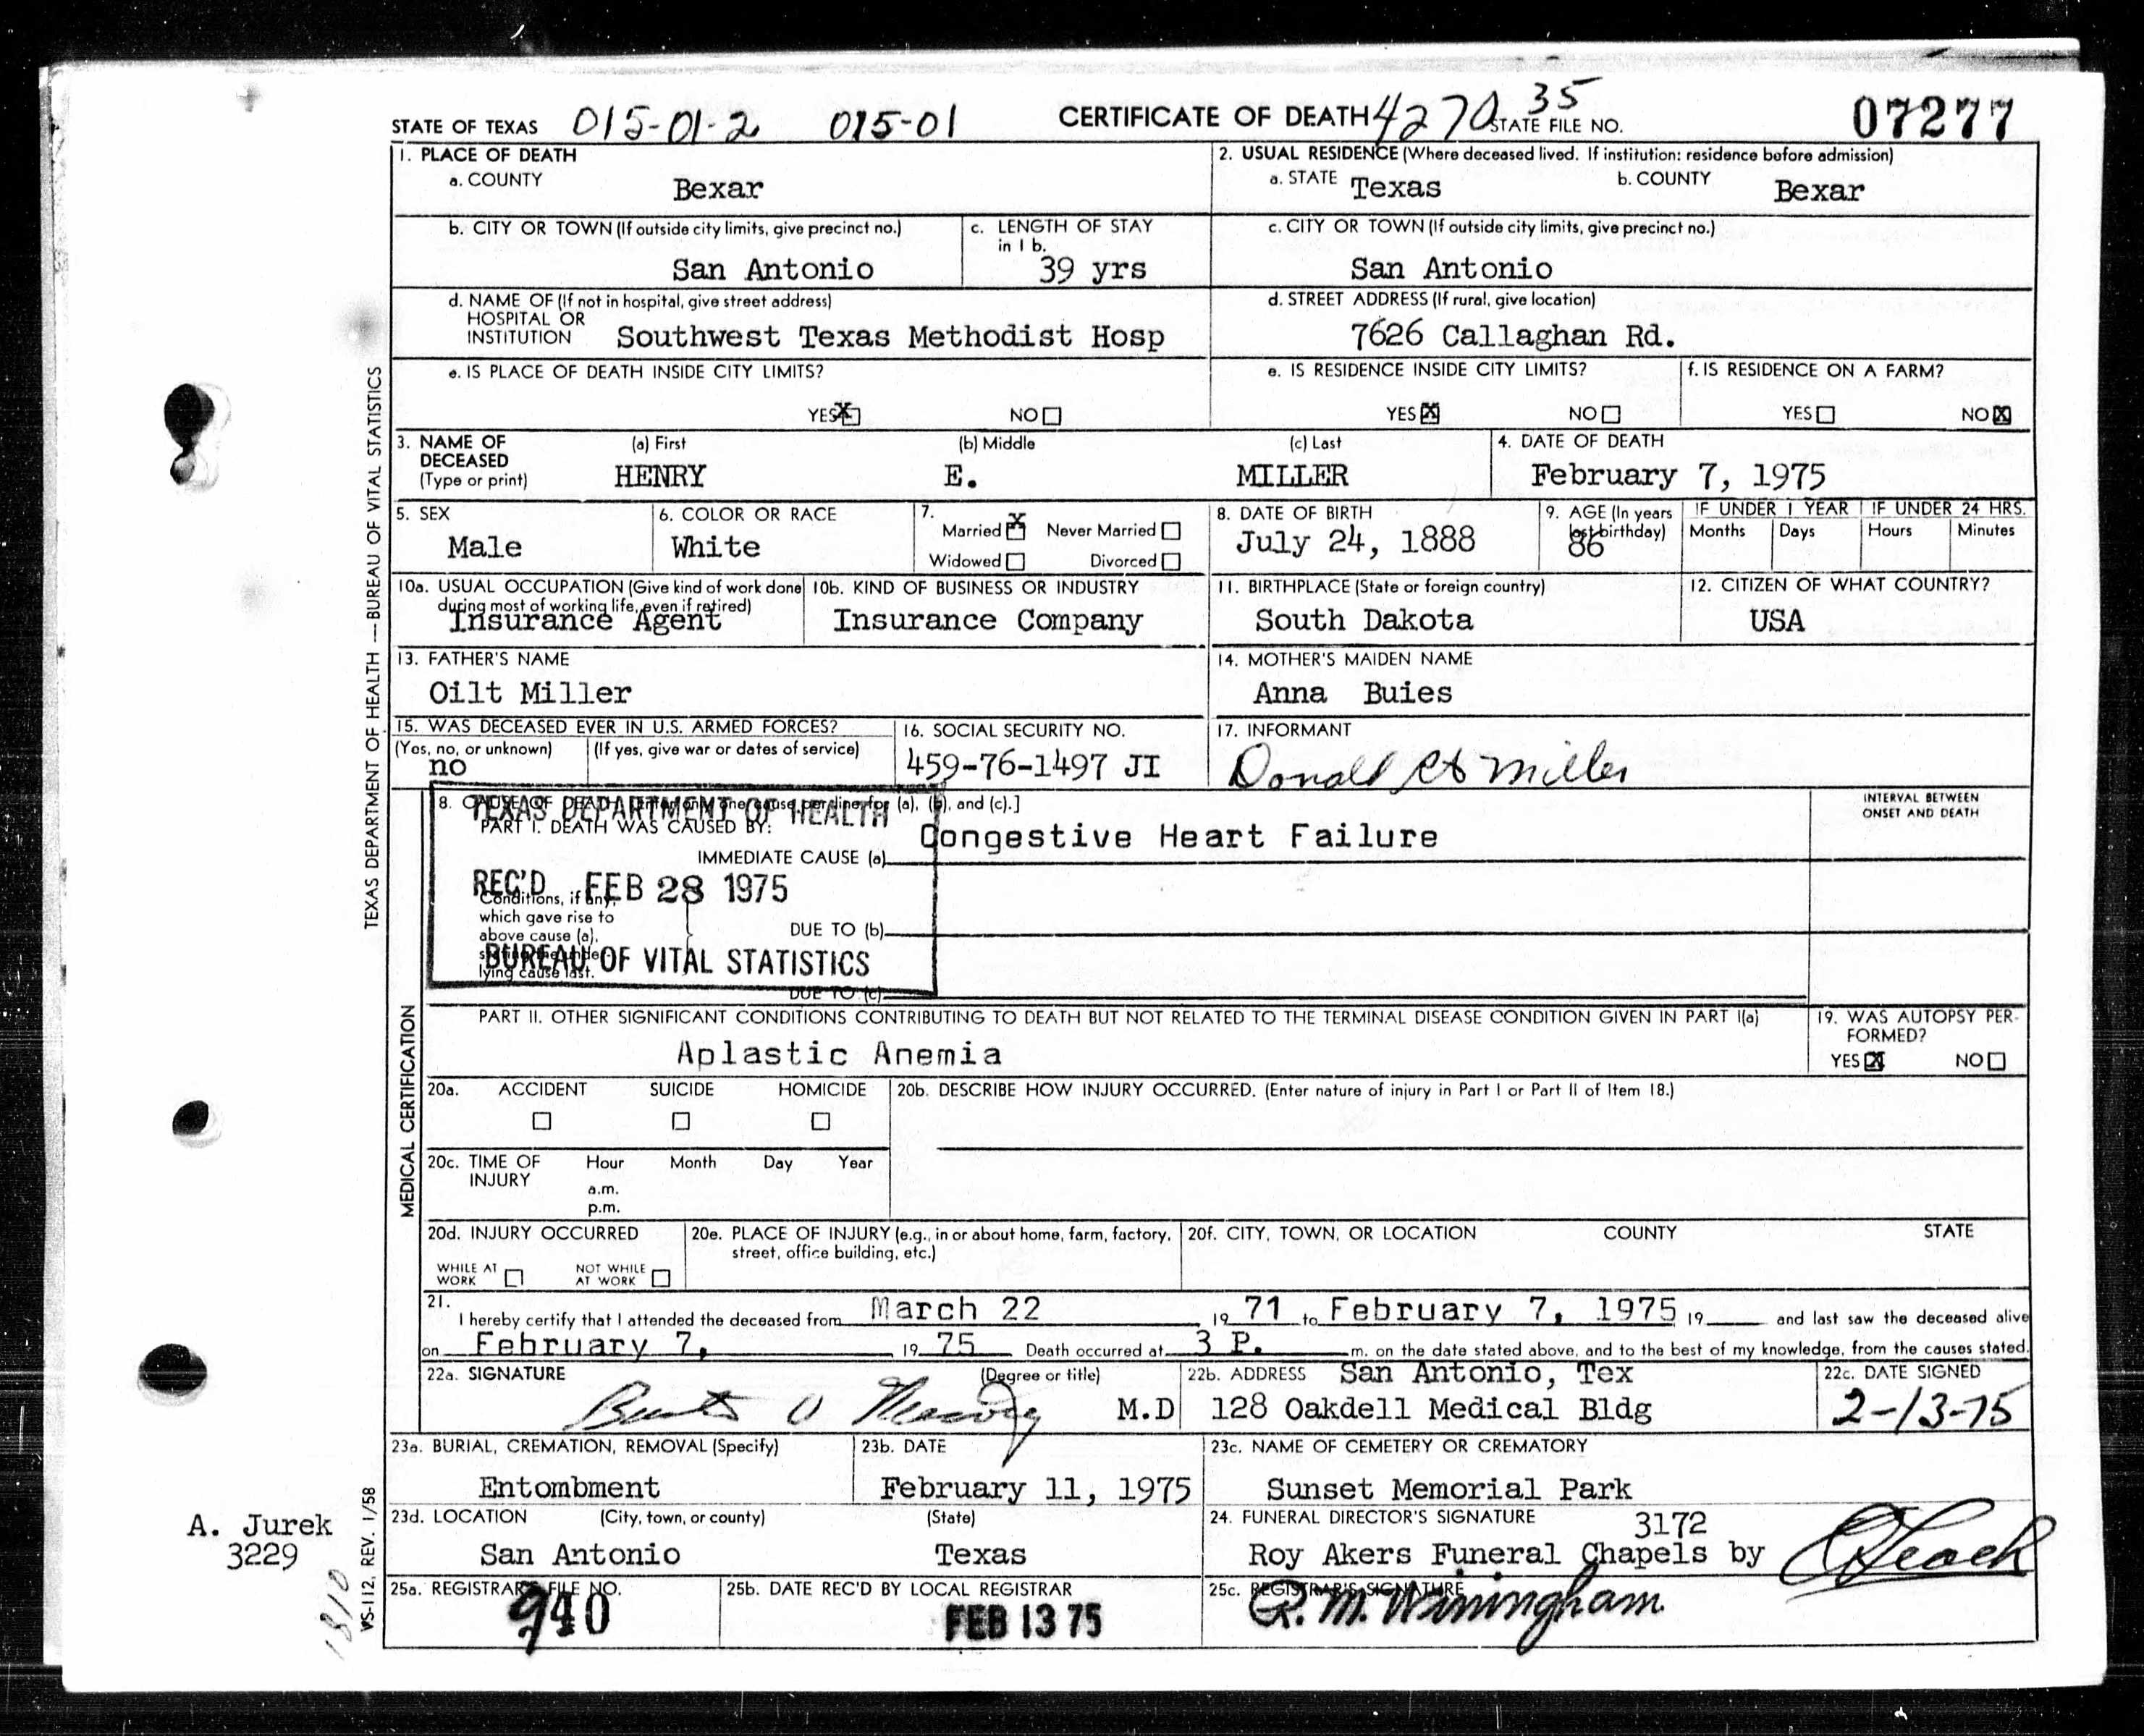 STATE OF TEXAS 015-01-2 015-01 CERTIFICATE OF DEATH 4270 35 STATE FILE NO. 07277
1. PLACE OF DEATH
a. COUNTY Bexar
2. USUAL RESIDENCE (Where deceased lived. If institution: residence before admission)
a. STATE Texas b. COUNTY Bexar
b. CITY OR TOWN (If outside city limits, give precinct no.)
San Antonio
c. LENGTH OF STAY
in 1 b.
39 yrs
c. CITY OR TOWN (If outside city limits, give precinct no.)
San Antonio
d. NAME OF (If not in hospital, give street address)
HOSPITAL OR
INSTITUTION Southwest Texas Methodist Hosp
d. STREET ADDRESS (If rural, give location)
7626 Callaghan Rd.
e. IS PLACE OF DEATH INSIDE CITY LIMITS?
YES X NO
e. IS RESIDENCE INSIDE CITY LIMITS?
YES X NO
f. IS RESIDENCE ON A FARM?
YES NO X
3. NAME OF
DECEASED
(Type or print)
(a) First (b) Middle (c) Last
HENRY E. MILLER
4. DATE OF DEATH
February 7, 1975
5. SEX
Male
6. COLOR OR RACE
White
7.
Married X Never Married
Widowed Divorced
8. DATE OF BIRTH
July 24, 1888
9. AGE (In years
last birthday)
86
IF UNDER 1 YEAR IF UNDER 24 HRS.
Months Days Hours Minutes
10a. USUAL OCCUPATION (Give kind of work done
during most of working life, even if retired)
Insurance Agent
10b. KIND OF BUSINESS OR INDUSTRY
Insurance Company
11. BIRTHPLACE (State or foreign country)
South Dakota
12. CITIZEN OF WHAT COUNTRY?
USA
13. FATHER'S NAME
Oilt Miller
14. MOTHER'S MAIDEN NAME
Anna Buies
15. WAS DECEASED EVER IN U.S. ARMED FORCES?
(Yes, no, or unknown) (If yes, give war or dates of service)
no
16. SOCIAL SECURITY NO.
459-76-1497 JI
17. INFORMANT
Donald Miller
8. CAUSE OF DEATH [Enter only one cause per line for (a), (b), and (c).]
TEXAS DEPARTMENT OF HEALTH
PART I. DEATH WAS CAUSED BY:
IMMEDIATE CAUSE (a) Congestive Heart Failure
INTERVAL BETWEEN
ONSET AND DEATH
REC'D FEB 28 1975
Conditions, if any,
which gave rise to
above cause (a),
stating the under-
lying cause last.
DUE TO (b)
BUREAU OF VITAL STATISTICS
DUE TO (c)
PART II. OTHER SIGNIFICANT CONDITIONS CONTRIBUTING TO DEATH BUT NOT RELATED TO THE TERMINAL DISEASE CONDITION GIVEN IN PART I(a)
Aplastic Anemia
19. WAS AUTOPSY PER-
FORMED?
YES X NO
20a. ACCIDENT SUICIDE HOMICIDE
20b. DESCRIBE HOW INJURY OCCURRED. (Enter nature of injury in Part I or Part II of Item 18.)
20c. TIME OF
INJURY
Hour Month Day Year
a.m.
p.m.
20d. INJURY OCCURRED
WHILE AT
WORK
NOT WHILE
AT WORK
20e. PLACE OF INJURY (e.g., in or about home, farm, factory,
street, office building, etc.)
20f. CITY, TOWN, OR LOCATION COUNTY STATE
21.
I hereby certify that I attended the deceased from March 22 19 71 to February 7, 1975 19 and last saw the deceased alive
on February 7, 19 75 Death occurred at 3 P. m. on the date stated above, and to the best of my knowledge, from the causes stated.
22a. SIGNATURE (Degree or title)
M.D
22b. ADDRESS San Antonio, Tex
128 Oakdell Medical Bldg
22c. DATE SIGNED
2-13-75
23a. BURIAL, CREMATION, REMOVAL (Specify)
Entombment
23b. DATE
February 11, 1975
23c. NAME OF CEMETERY OR CREMATORY
Sunset Memorial Park
23d. LOCATION (City, town, or county) (State)
San Antonio Texas
24. FUNERAL DIRECTOR'S SIGNATURE 3172
Roy Akers Funeral Chapels by
25a. REGISTRAR'S FILE NO.
940
25b. DATE REC'D BY LOCAL REGISTRAR
FEB 13 75
25c. REGISTRAR'S SIGNATURE
R. M. Winingham
TEXAS DEPARTMENT OF HEALTH — BUREAU OF VITAL STATISTICS
MEDICAL CERTIFICATION
VS-112, REV. 1/58
A. Jurek
3229
1810